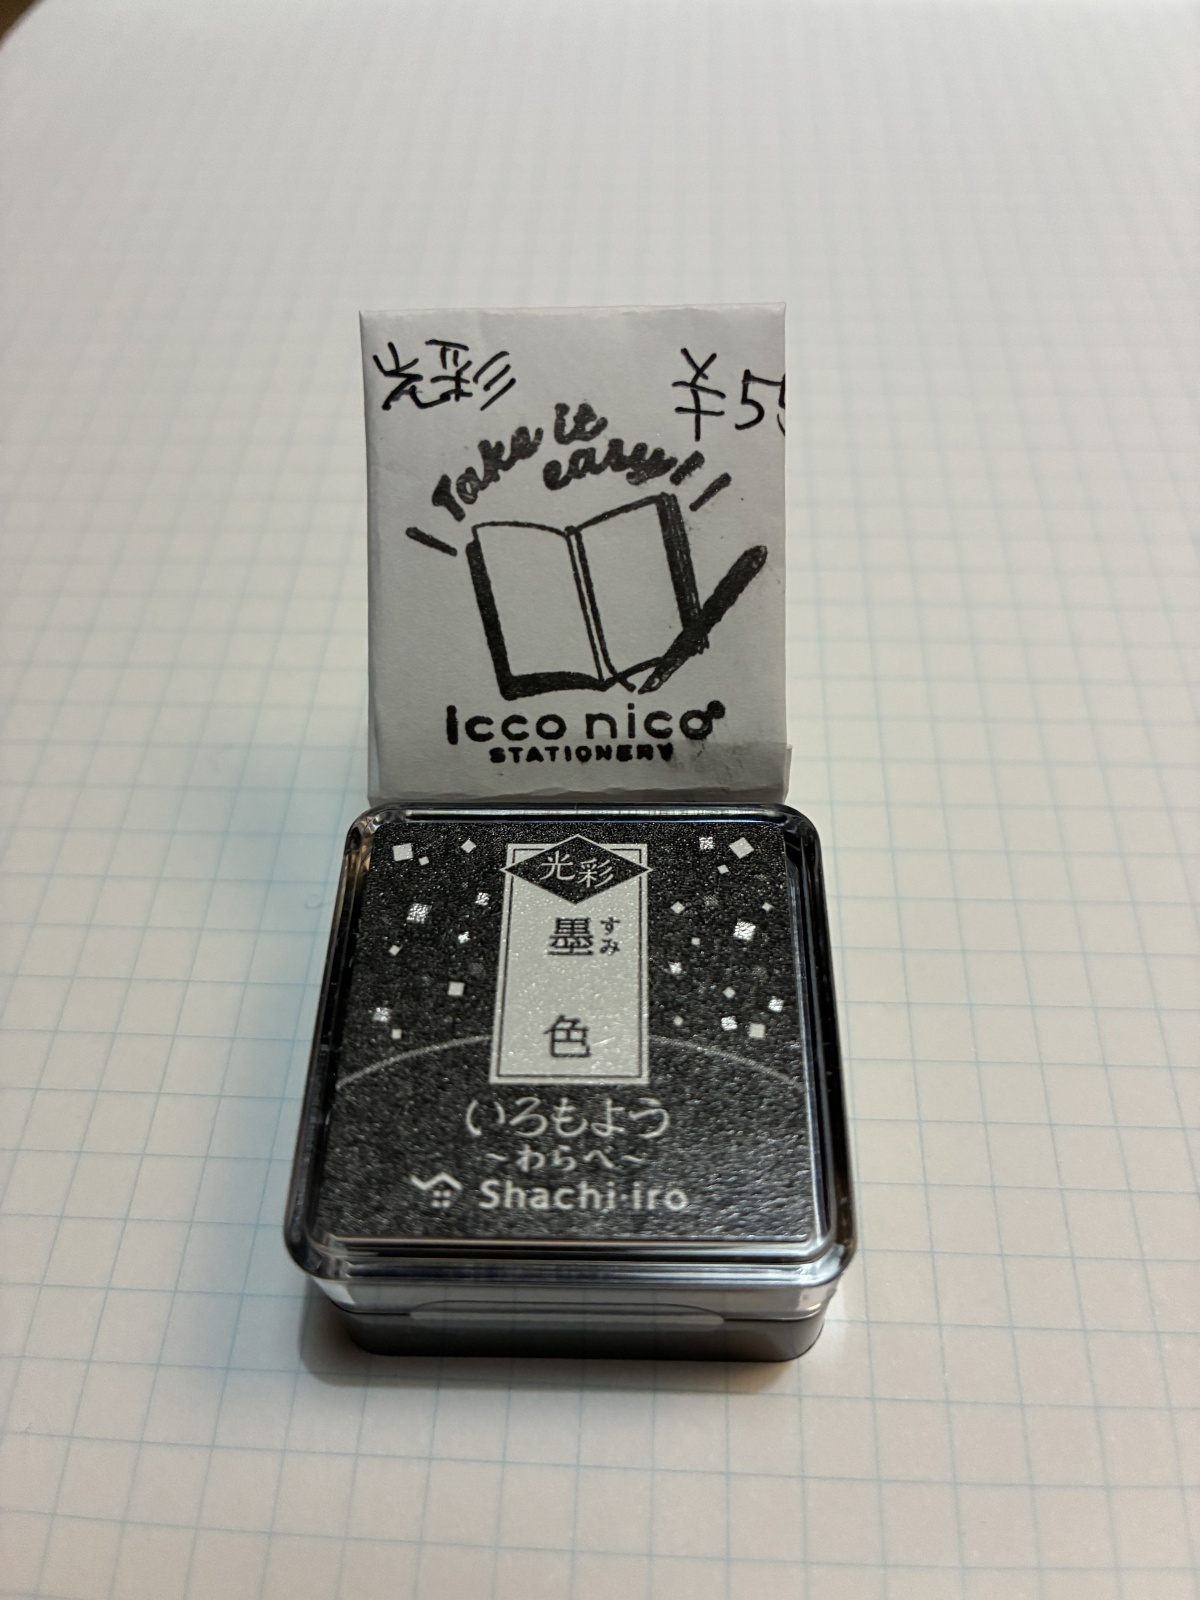 光彩
¥55
Take it
easy!!
Icco nico
STATIONERY
光彩
墨色
すみ
いろもよう
～わらべ～
Shachi・iro